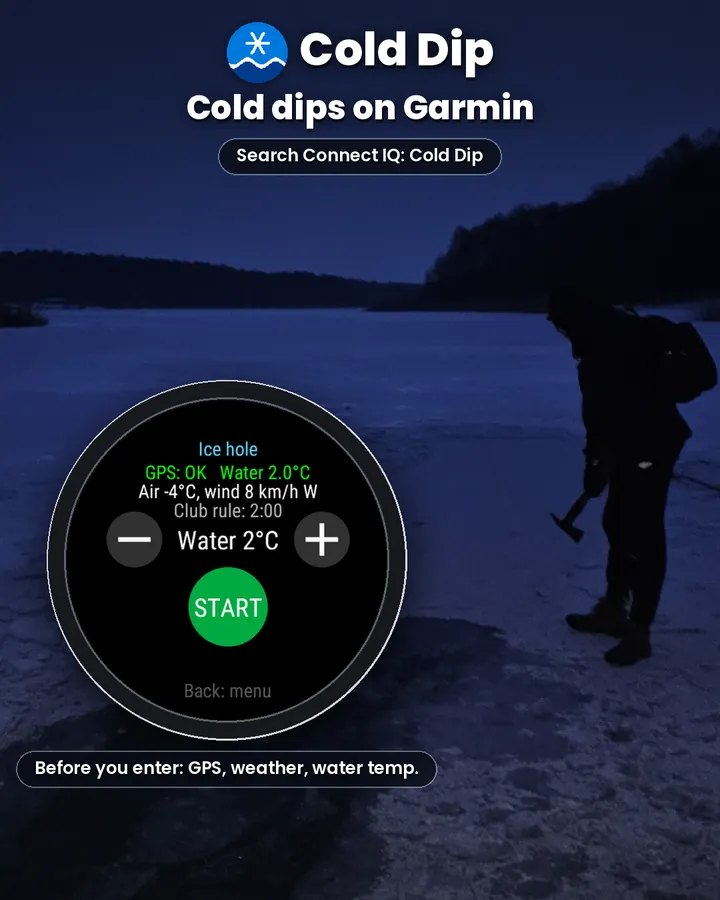 Cold Dip
Cold dips on Garmin
Search Connect IQ: Cold Dip
Ice hole
GPS: OK Water 2.0°C
Air -4°C, wind 8 km/h W
Club rule: 2:00
− Water 2°C +
START
Back: menu
Before you enter: GPS, weather, water temp.